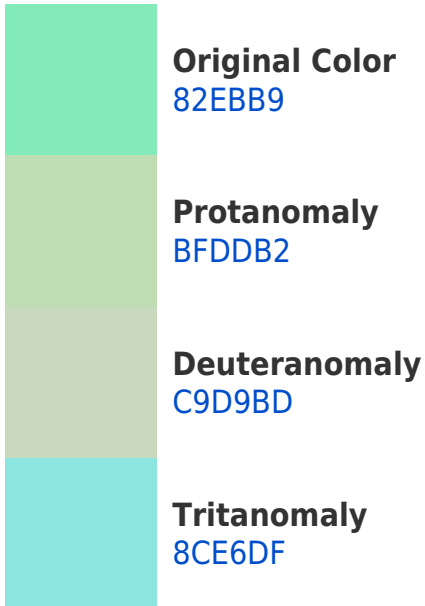 Original Color
82EBB9
Protanomaly
BFDDB2
Deuteranomaly
C9D9BD
Tritanomaly
8CE6DF